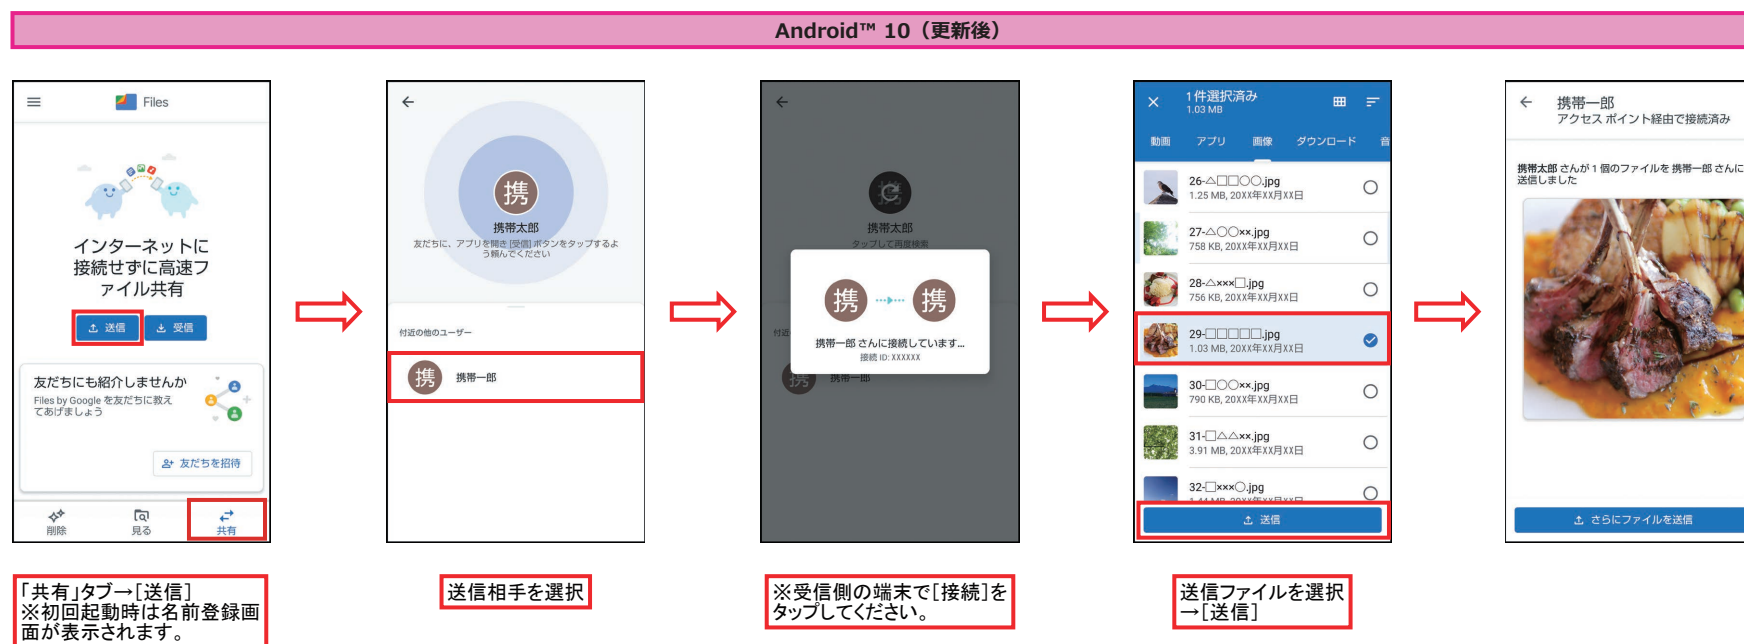 Android™ 10（更新後）
Files
インターネットに
接続せずに高速フ
ァイル共有
送信
受信
友だちにも紹介しませんか
Files by Google を友だちに教え
てあげましょう
友だちを招待
削除
見る
共有
「共有」タブ→［送信］
※初回起動時は名前登録画
面が表示されます。
携
携帯太郎
友だちに、アプリを開き [受信] ボタンをタップするよ
う頼んでください
付近の他のユーザー
携
携帯一郎
送信相手を選択
携帯太郎
タップして再度検索
携
携
携帯一郎 さんに接続しています...
接続 ID: XXXXXX
付近
携
携帯一郎
※受信側の端末で［接続］を
タップしてください。
1 件選択済み
1.03 MB
動画
アプリ
画像
ダウンロード
音
26-△□□○○.jpg
1.25 MB, 20XX年XX月XX日
27-△○○××.jpg
758 KB, 20XX年XX月XX日
28-△×××□.jpg
756 KB, 20XX年XX月XX日
29-□□□□□.jpg
1.03 MB, 20XX年XX月XX日
30-□○○××.jpg
790 KB, 20XX年XX月XX日
31-□△△××.jpg
3.91 MB, 20XX年XX月XX日
32-□×××○.jpg
1.44 MB, 20XX年XX月XX日
送信
送信ファイルを選択
→［送信］
携帯一郎
アクセス ポイント経由で接続済み
携帯太郎 さんが 1 個のファイルを 携帯一郎 さんに
送信しました
さらにファイルを送信